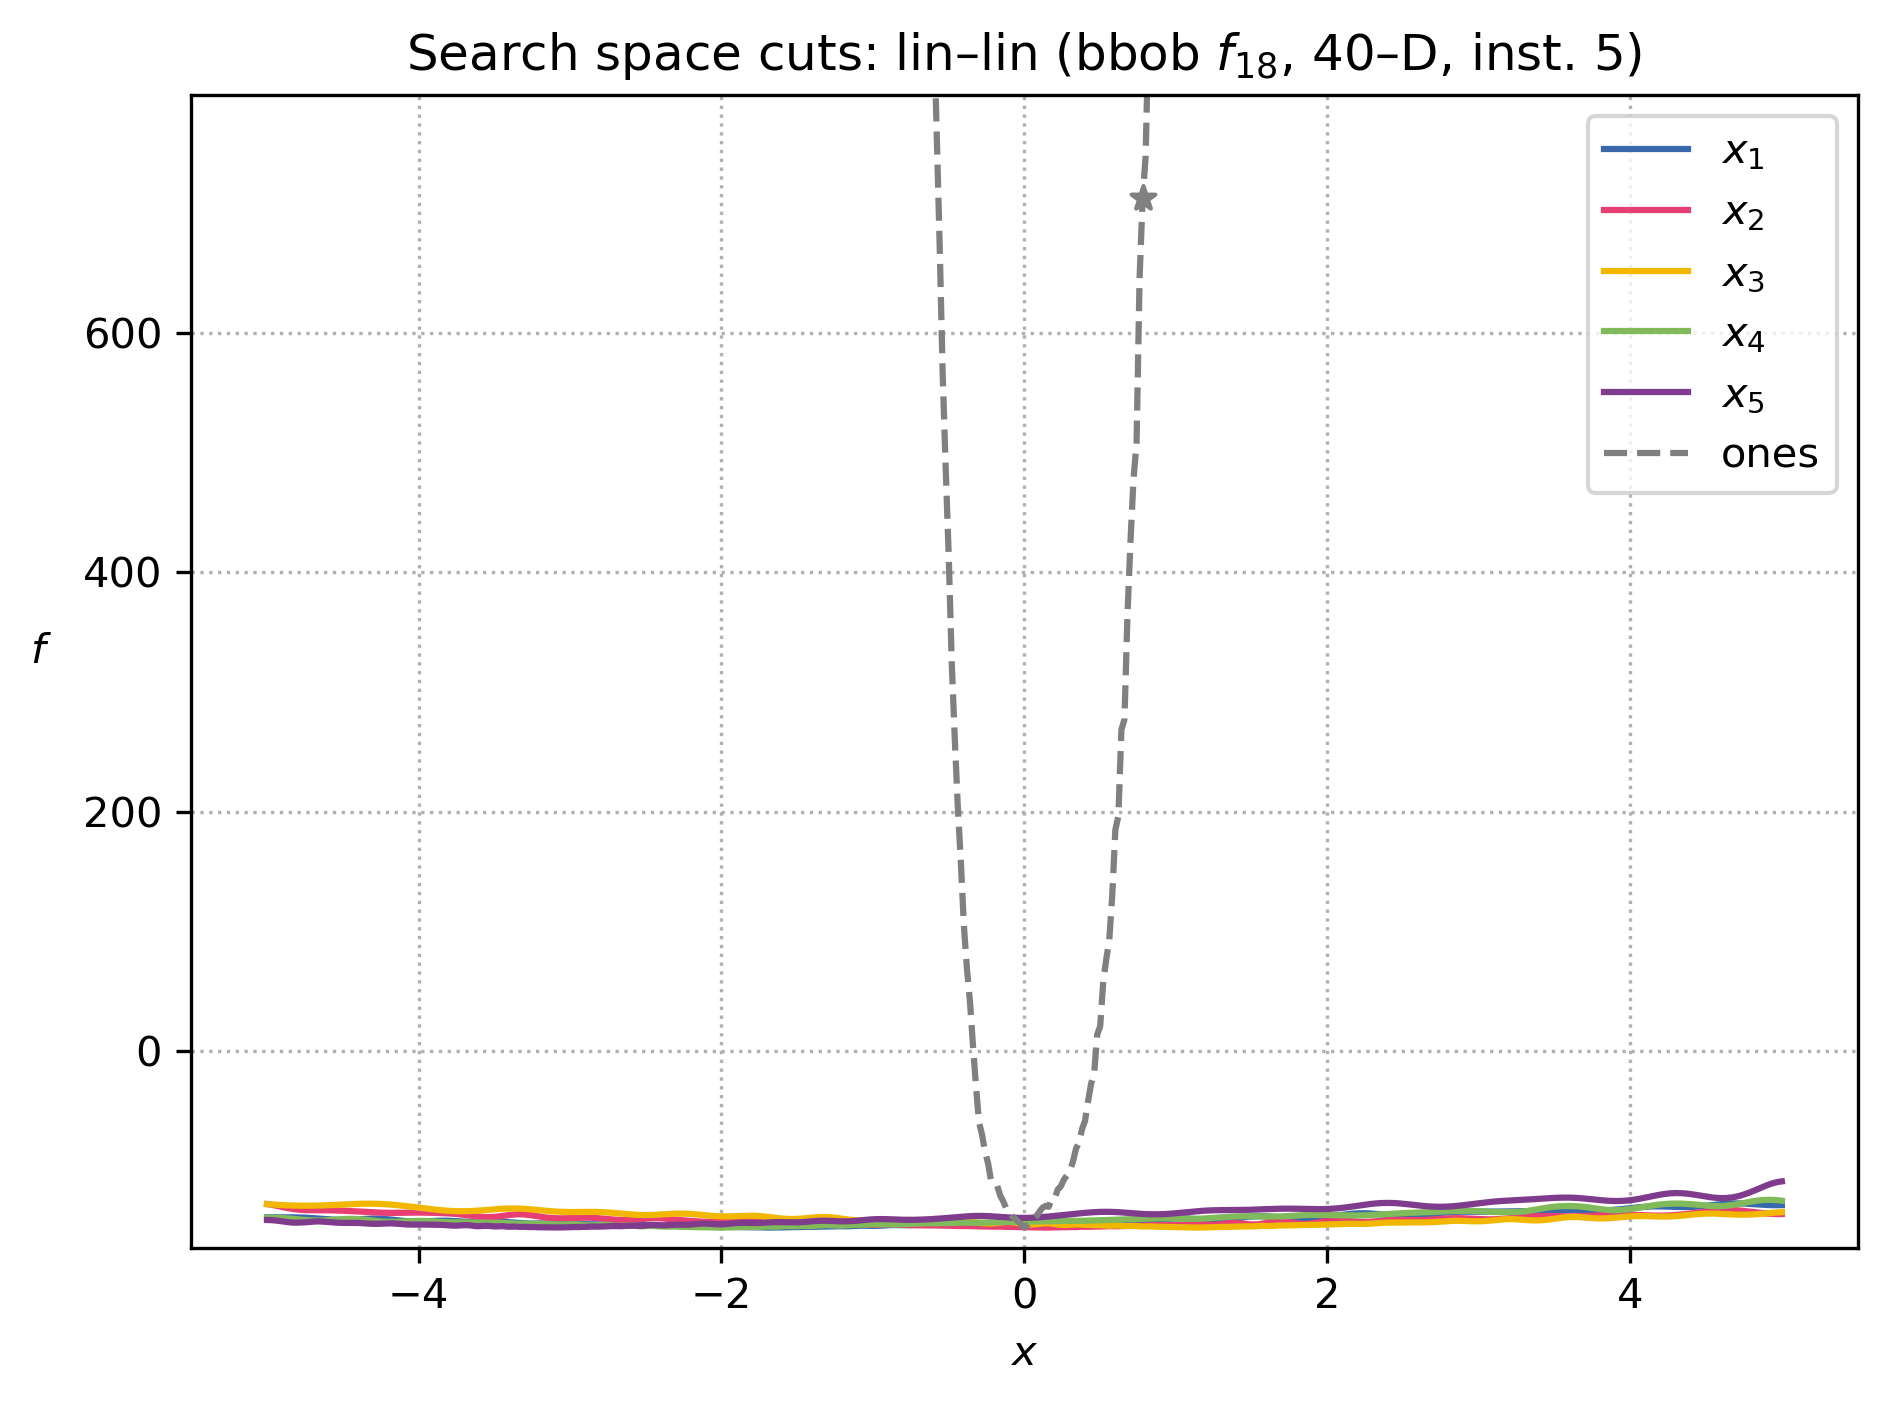 Search space cuts: lin–lin (bbob f₁₈, 40–D, inst. 5)
x₁
x₂
x₃
x₄
x₅
ones
600
400
200
0
f
−4
−2
0
2
4
x